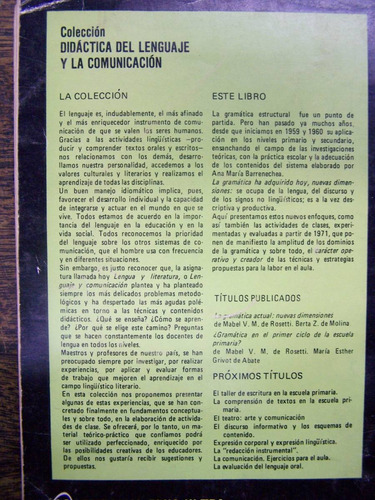 Colección
DIDÁCTICA DEL LENGUAJE
Y LA COMUNICACIÓN
LA COLECCIÓN
El lenguaje es, indudablemente, el más afinado
y el más enriquecedor instrumento de comu-
nicación de que se valen los seres humanos.
Gracias a las actividades lingüísticas —pro-
ducir y comprender textos orales y escritos—
nos relacionamos con los demás, desarro-
llamos nuestra personalidad, accedemos a los
valores culturales y literarios y realizamos el
aprendizaje de todas las disciplinas.
Un buen manejo idiomático implica, pues,
favorecer el desarrollo individual y la capacidad
de integrarse y actuar en el mundo en que se
vive. Todos estamos de acuerdo en la impor-
tancia del lenguaje en la educación y en la
vida social. Todos reconocemos la prioridad
del lenguaje sobre los otros sistemas de co-
municación, que el hombre usa con frecuencia
y en diferentes situaciones.
Sin embargo, es justo reconocer que, la asigna-
tura llamada hoy Lengua y literatura, o Len-
guaje y comunicación plantea y ha planteado
siempre los más delicados problemas metodo-
lógicos y ha despertado las más agudas polé-
micas en torno a las técnicas y contenidos
didácticos. ¿Qué se enseña? ¿Cómo se apren-
de? ¿Por qué se elige este camino? Preguntas
que se hacen constantemente los docentes de
lengua en todos los niveles.
Maestros y profesores de nuestro país, se han
preocupado siempre por investigar, por realizar
experiencias, por aplicar y evaluar formas
de trabajo que mejoren el aprendizaje en el
campo lingüístico literario.
En esta colección nos proponemos presentar
algunas de estas experiencias, que se han con-
cretado finalmente en fundamentos conceptua-
les y sobre todo, en la elaboración de activida-
des de clase. Se ofrecerá, por lo tanto, un ma-
terial teórico-práctico que confiamos podrá
ser utilizado perfeccionado, enriquecido por
las posibilidades creativas de los educadores.
De ellos nos gustaría recibir sugestiones y
propuestas.
ESTE LIBRO
La gramática estructural fue un punto de
partida. Pero han pasado ya muchos años,
desde que iniciamos en 1959 y 1960 su aplica-
ción en los niveles primario y secundario,
ensanchando el campo de las investigaciones
teóricas, con la práctica escolar y la adecuación
de los contenidos del sistema elaborado por
Ana María Barrenechea.
La gramática ha adquirido hoy, nuevas dimen-
siones: se ocupa de la lengua, del discurso y
de los signos no lingüísticos; es a la vez des-
criptiva y productiva.
Aquí presentamos estos nuevos enfoques, como
así también las actividades de clases, experi-
mentadas y evaluadas a partir de 1971, que po-
nen de manifiesto la amplitud de los dominios
de la gramática y sobre todo, el carácter ope-
rativo y creador de las técnicas y estrategias
propuestas para la labor en el aula.
TÍTULOS PUBLICADOS
La gramática actual: nuevas dimensiones
de Mabel V. M. de Rosetti. Berta Z. de Molina
¿Gramática en el primer ciclo de la escuela
primaria?
de Mabel V. M. de Rosetti. María Esther
Grivot de Abate
PRÓXIMOS TÍTULOS
El taller de escritura en la escuela primaria.
La comprensión de textos en la escuela pri-
maria.
El teatro: arte y comunicación
El discurso informativo y los esquemas de
contenido.
Expresión corporal y expresión lingüística.
La "redacción instrumental".
La comunicación. Ejercicios para el aula.
La evaluación del lenguaje oral.